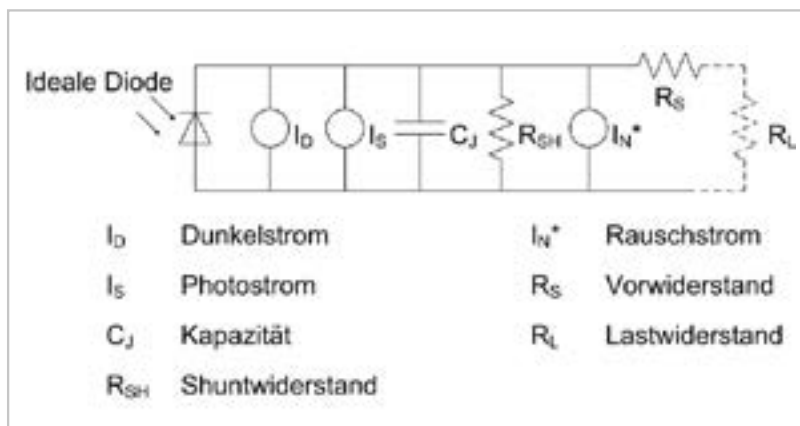 Ideale Diode
I_D I_S C_J R_SH I_N* R_S R_L
I_D Dunkelstrom I_N* Rauschstrom
I_S Photostrom R_S Vorwiderstand
C_J Kapazität R_L Lastwiderstand
R_SH Shuntwiderstand